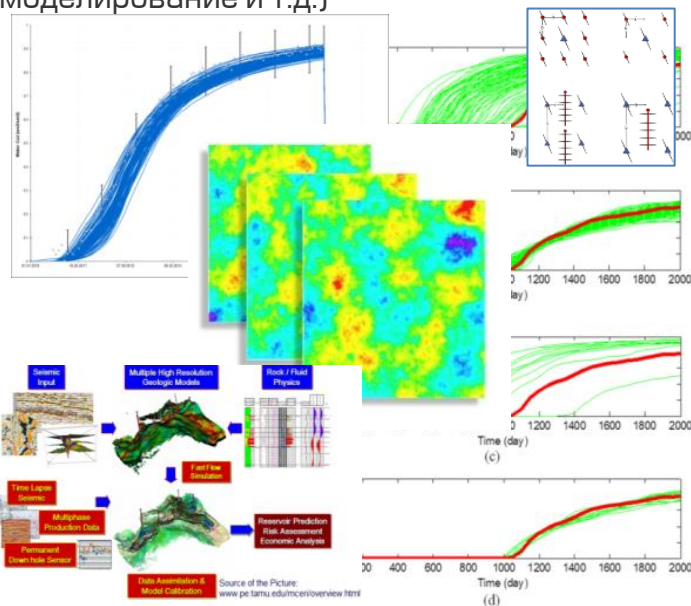 моделирование и т.д.)
lay)
1200 1400 1600 1800 2000
lay)
1200 1400 1600 1800 2000
Time (day)
(c)
Seismic
Input
Multiple High Resolution
Geologic Models
Rock / Fluid
Physics
Fast Flow
Simulation
Time Lapse
Seismic
Multiphase
Production Data
Permanent
Down hole Sensor
Reservoir Prediction
Risk Assessment
Economic Analysis
Data Assimilation &
Model Calibration
Source of the Picture:
www.pe.tamu.edu/mceri/overview.html
200 400 600 800 1000 1200 1400 1600 1800 2000
Time (day)
(d)